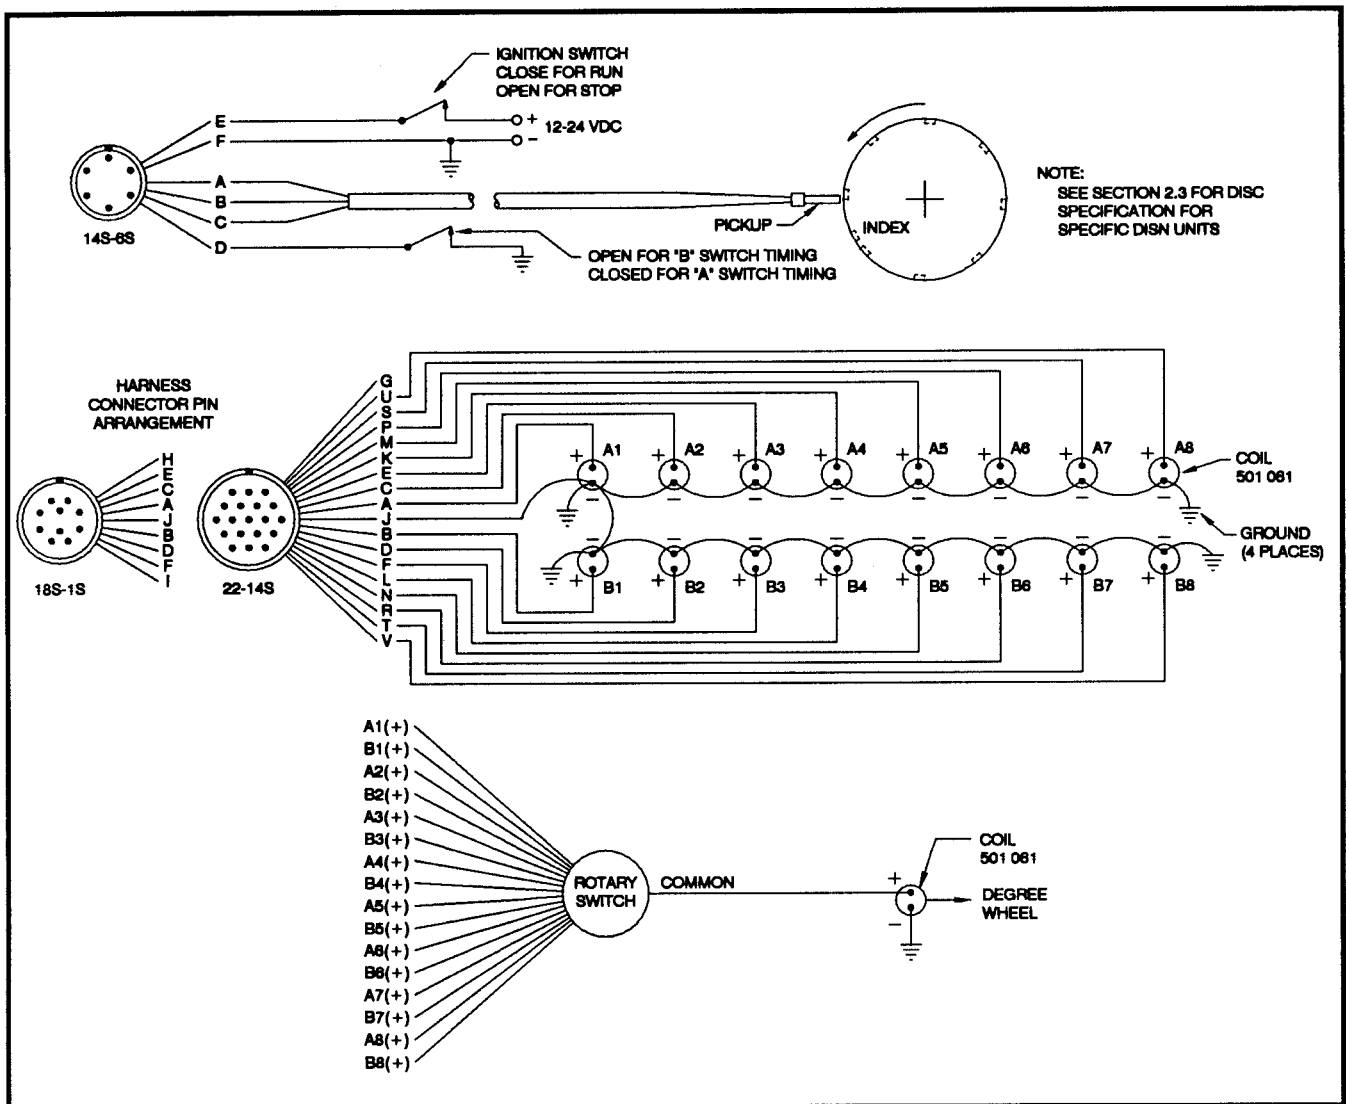 IGNITION SWITCH
CLOSE FOR RUN
OPEN FOR STOP
E
F
+
12-24 VDC
−
A
B
C
D
14S-6S
PICKUP
INDEX
NOTE:
SEE SECTION 2.3 FOR DISC
SPECIFICATION FOR
SPECIFIC DISN UNITS
OPEN FOR "B" SWITCH TIMING
CLOSED FOR "A" SWITCH TIMING
HARNESS
CONNECTOR PIN
ARRANGEMENT
H
E
C
A
J
B
D
F
I
18S-1S
22-14S
G
U
S
P
M
K
E
C
A
J
B
D
F
L
N
R
T
V
+ A1 + A2 + A3 + A4 + A5 + A6 + A7 + A8
− − − − − − − −
COIL
501 061
GROUND
(4 PLACES)
− − − − − − − −
+ B1 + B2 + B3 + B4 + B5 + B6 + B7 + B8
A1(+)
B1(+)
A2(+)
B2(+)
A3(+)
B3(+)
A4(+)
B4(+)
A5(+)
B5(+)
A6(+)
B6(+)
A7(+)
B7(+)
A8(+)
B8(+)
ROTARY
SWITCH
COMMON
+
−
COIL
501 061
DEGREE
WHEEL